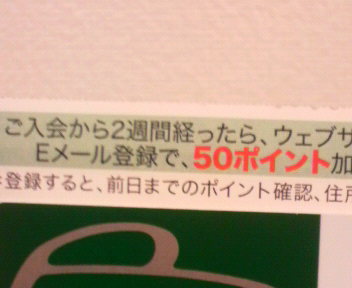 ご入会から2週間経ったら、ウェブサ
Eメール登録で、50ポイント加
登録すると、前日までのポイント確認、住戸